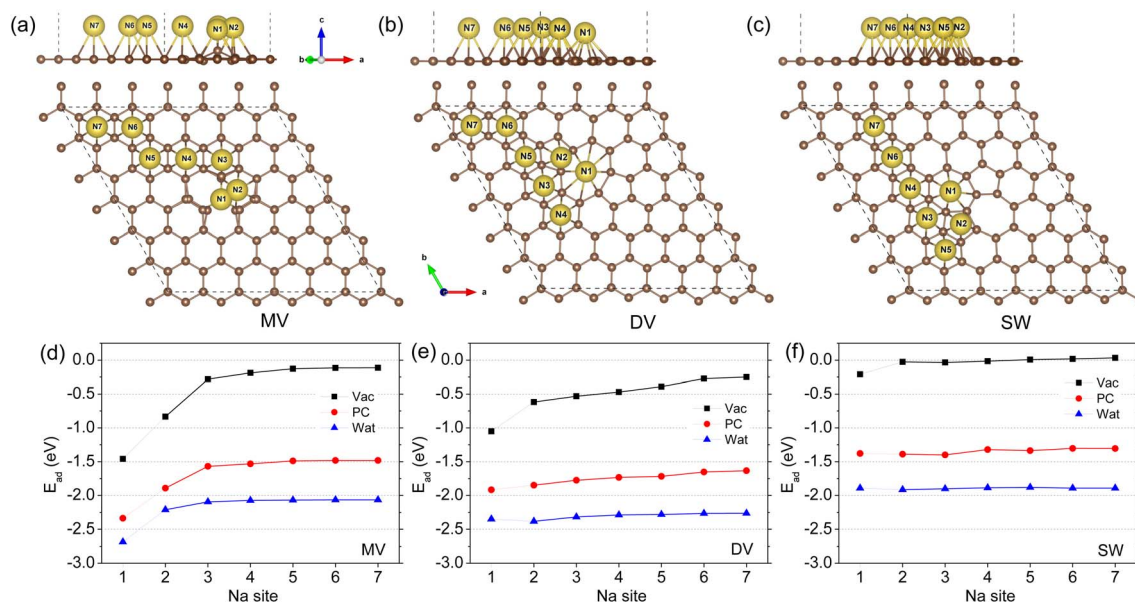 (a)
N7 N6 N5 N4 N1 N2
c
b a
N7 N6
N5 N4 N3
N2
N1
MV
(b)
N7 N6 N5 N3 N4 N1
N7 N6
N5 N2
N1
N3
N4
b
a
DV
(c)
N7 N6 N4 N3 N5 N2
N7
N6
N4 N1
N3 N2
N5
SW
(d)
E_ad (eV)
0.0
-0.5
-1.0
-1.5
-2.0
-2.5
-3.0
Vac
PC
Wat
MV
1 2 3 4 5 6 7
Na site
(e)
E_ad (eV)
0.0
-0.5
-1.0
-1.5
-2.0
-2.5
-3.0
Vac
PC
Wat
DV
1 2 3 4 5 6 7
Na site
(f)
E_ad (eV)
0.0
-0.5
-1.0
-1.5
-2.0
-2.5
-3.0
Vac
PC
Wat
SW
1 2 3 4 5 6 7
Na site